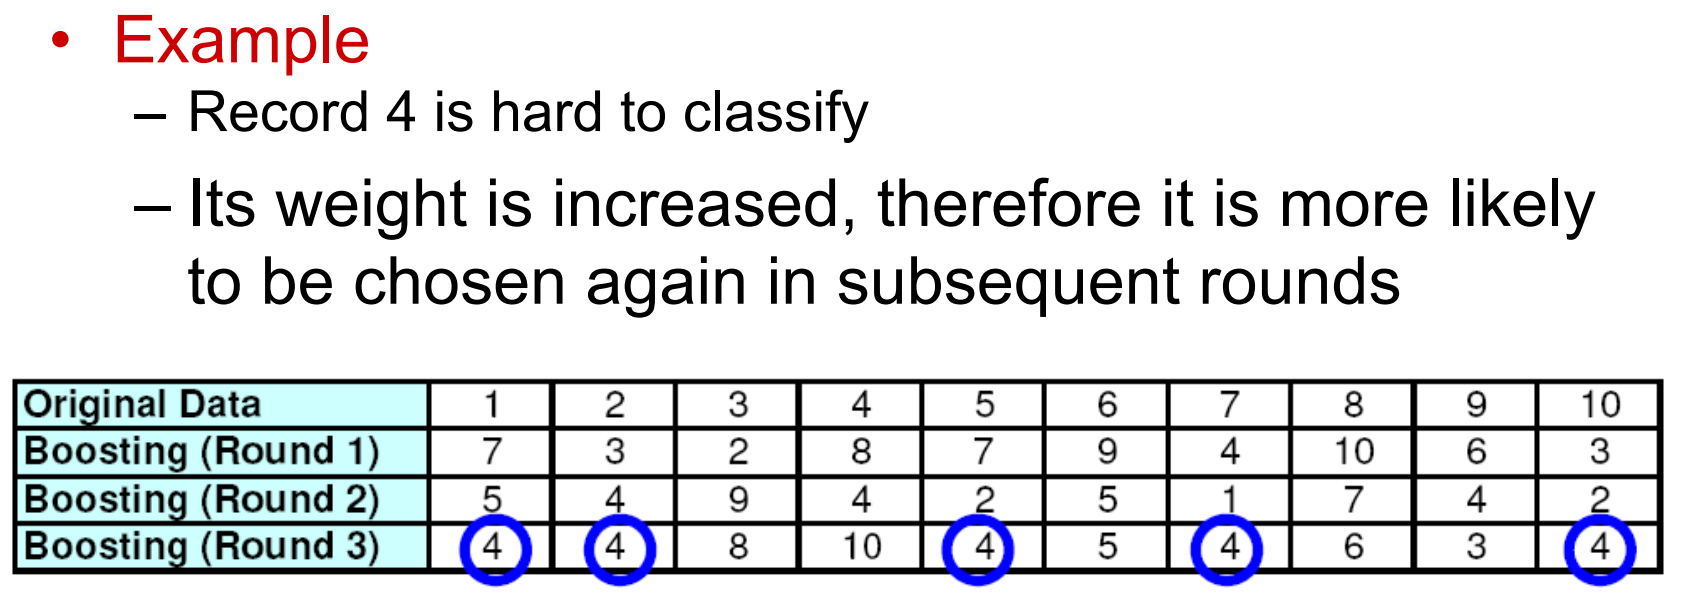 • Example
– Record 4 is hard to classify
– Its weight is increased, therefore it is more likely
to be chosen again in subsequent rounds
Original Data 1 2 3 4 5 6 7 8 9 10
Boosting (Round 1) 7 3 2 8 7 9 4 10 6 3
Boosting (Round 2) 5 4 9 4 2 5 1 7 4 2
Boosting (Round 3) 4 4 8 10 4 5 4 6 3 4